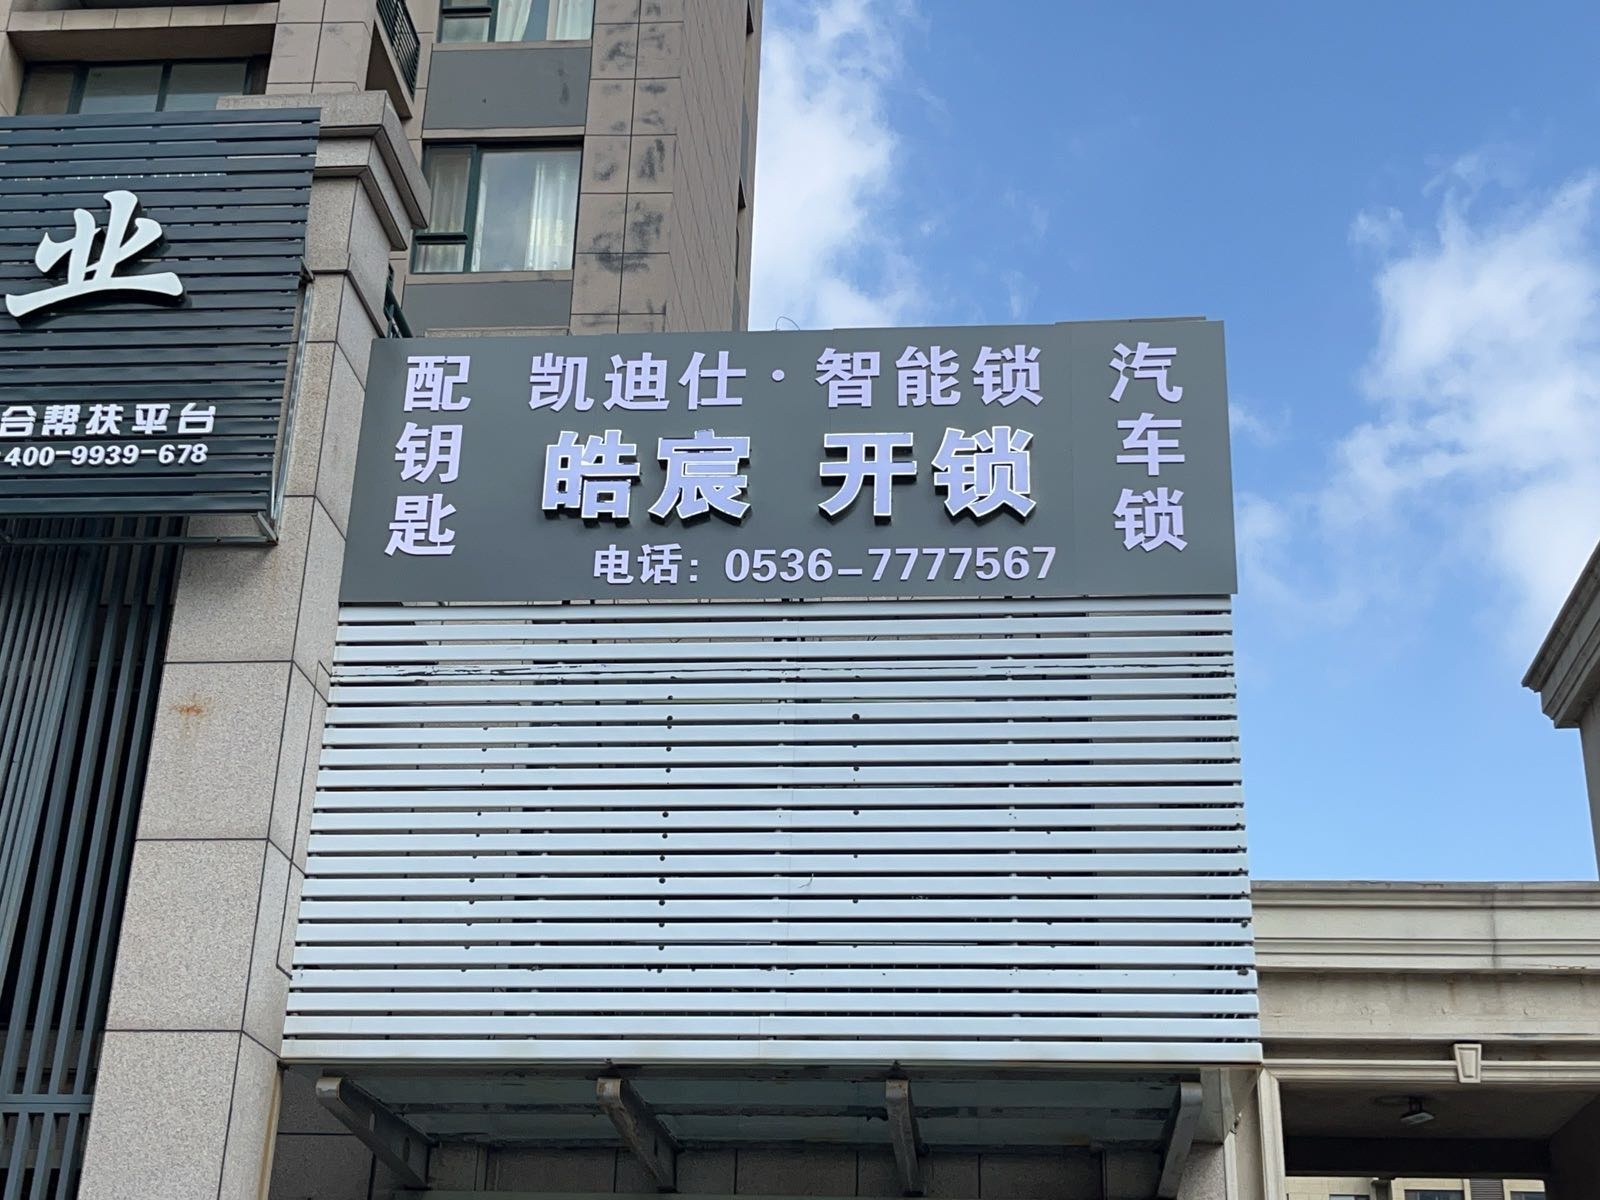 业
合帮扶平台
400-9939-678
配钥匙
凯迪仕·智能锁
皓宸 开锁
电话：0536-7777567
汽车锁